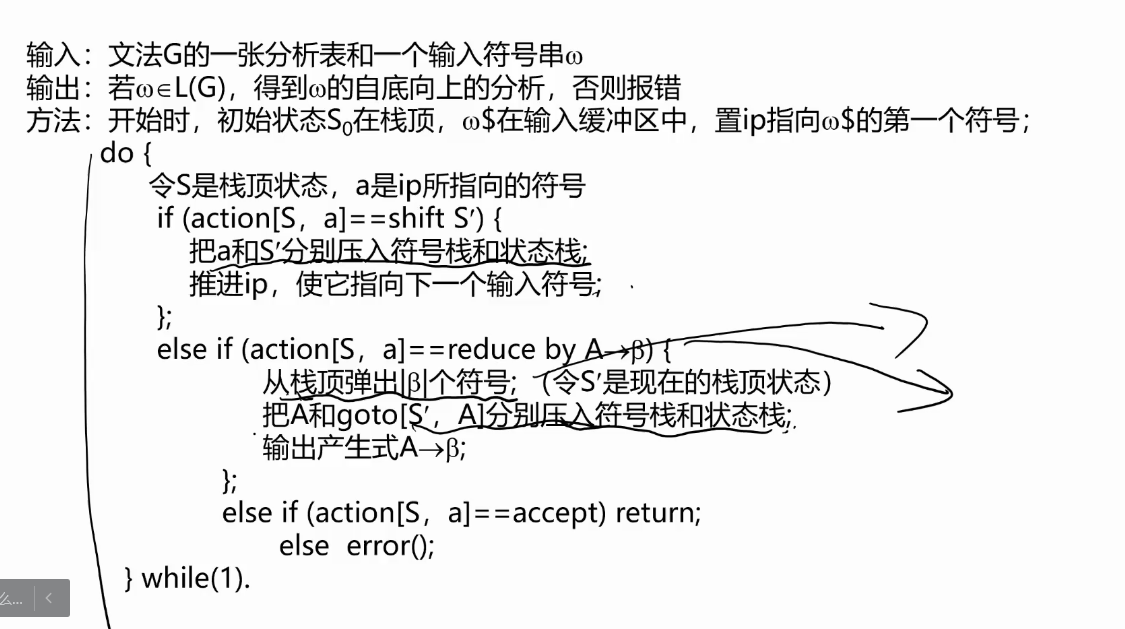 输入：文法G的一张分析表和一个输入符号串ω
输出：若ω∈L(G)，得到ω的自底向上的分析，否则报错
方法：开始时，初始状态S₀在栈顶，ω$在输入缓冲区中，置ip指向ω$的第一个符号；
do {
令S是栈顶状态，a是ip所指向的符号
if (action[S，a]==shift S′) {
把a和S′分别压入符号栈和状态栈;
推进ip，使它指向下一个输入符号;
};
else if (action[S，a]==reduce by A→β) {
从栈顶弹出|β|个符号;（令S′是现在的栈顶状态）
把A和goto[S′，A]分别压入符号栈和状态栈;
输出产生式A→β;
};
else if (action[S，a]==accept) return;
else error();
} while(1).
么...